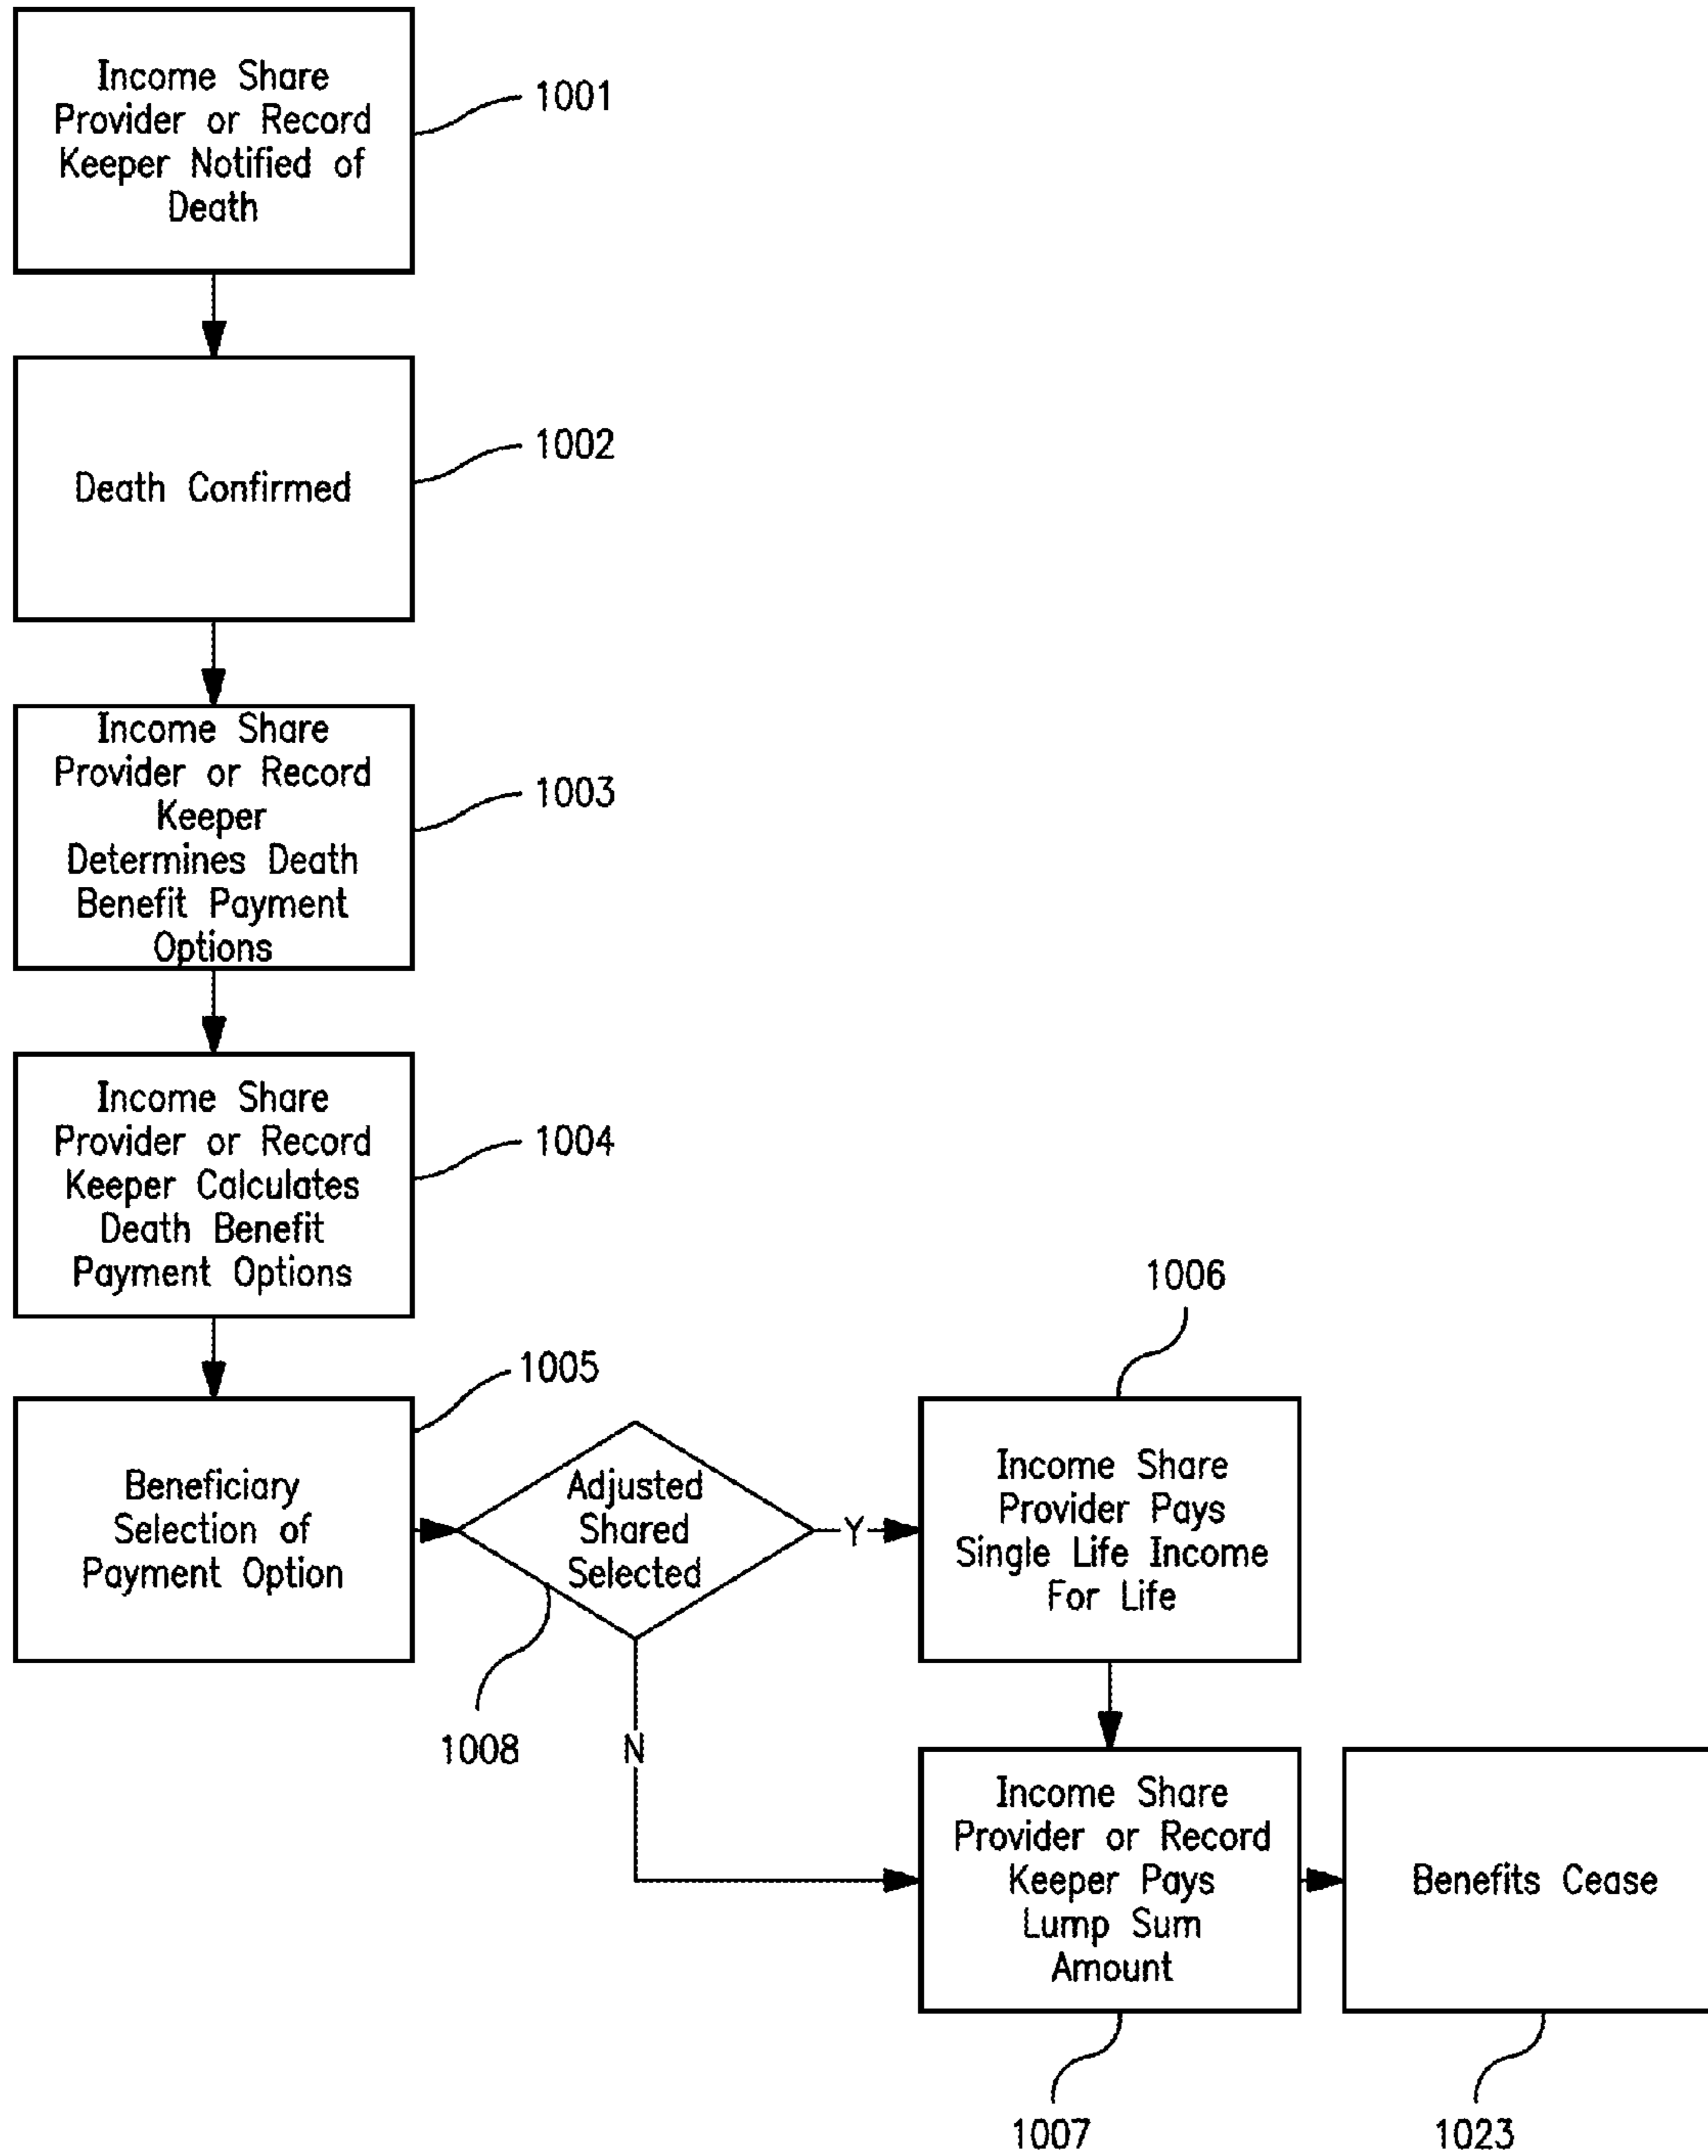 Income Share
Provider or Record
Keeper Notified of
Death
1001
Death Confirmed
1002
Income Share
Provider or Record
Keeper
Determines Death
Benefit Payment
Options
1003
Income Share
Provider or Record
Keeper Calculates
Death Benefit
Payment Options
1004
Beneficiary
Selection of
Payment Option
1005
Adjusted
Shared
Selected
1008
Y
N
Income Share
Provider Pays
Single Life Income
For Life
1006
Income Share
Provider or Record
Keeper Pays
Lump Sum
Amount
1007
Benefits Cease
1023